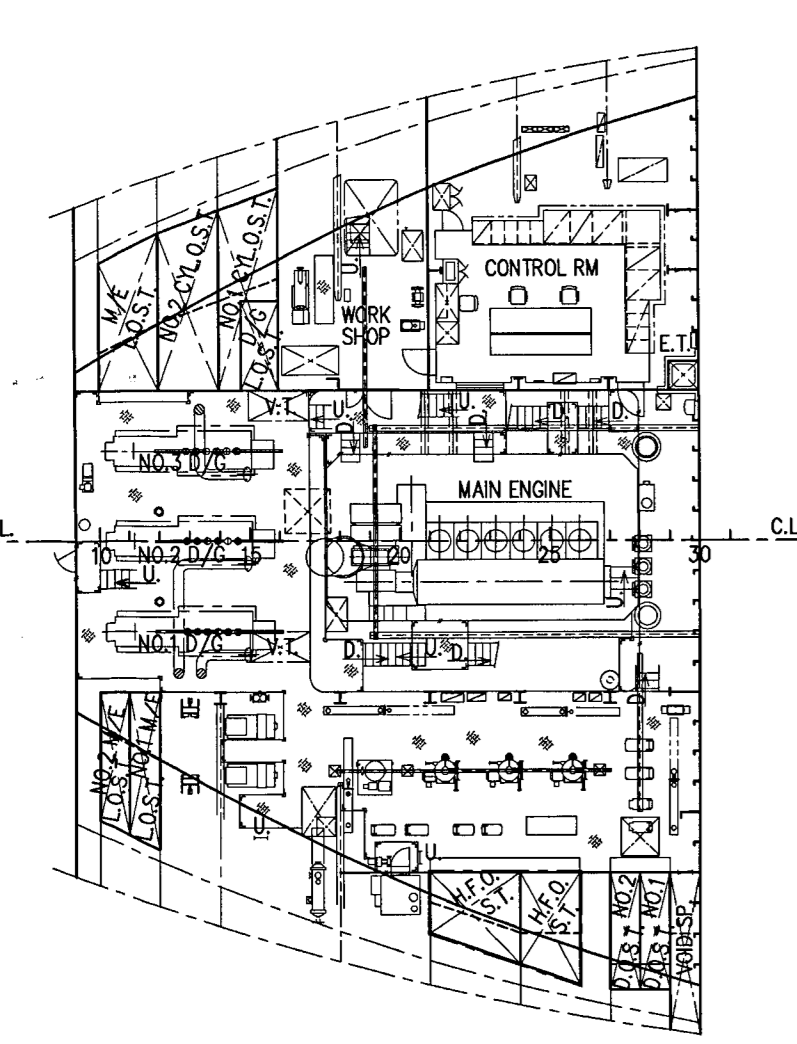 M/E
L.O.S.T.
NO.2 CYL.O.S.T.
NO.1 CYL.O.S.T.
D/G
L.O.S.T.
U.
WORK
SHOP
CONTROL RM
E.T.
V.T.
U.
D.
U.
D.
D.
D.
NO.3 D/G
MAIN ENGINE
L.
C.L
10
NO.2 D/G
15
20
25
30
U.
U.
NO.1 D/G
V.T.
D.
U.
D.
D.
NO.2 M/E
L.O.S.T.
NO.1 M/E
L.O.S.T.
U.
U.
H.F.O.
S.T.
H.F.O.
S.T.
NO.2
D.O.S.T.
NO.1
D.O.S.T.
VOID SP